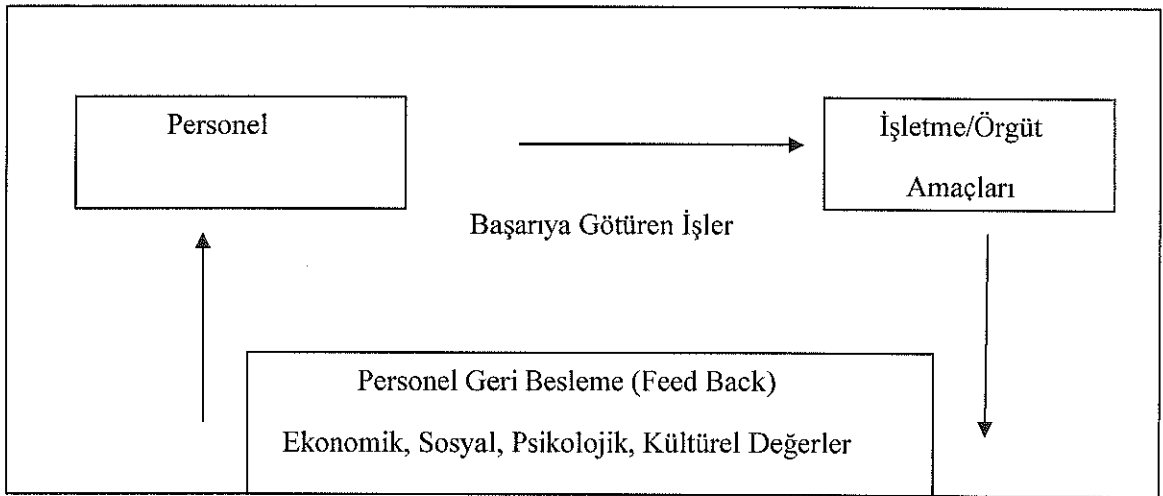 Personel
İşletme/Örgüt
Amaçları
Başarıya Götüren İşler
Personel Geri Besleme (Feed Back)
Ekonomik, Sosyal, Psikolojik, Kültürel Değerler